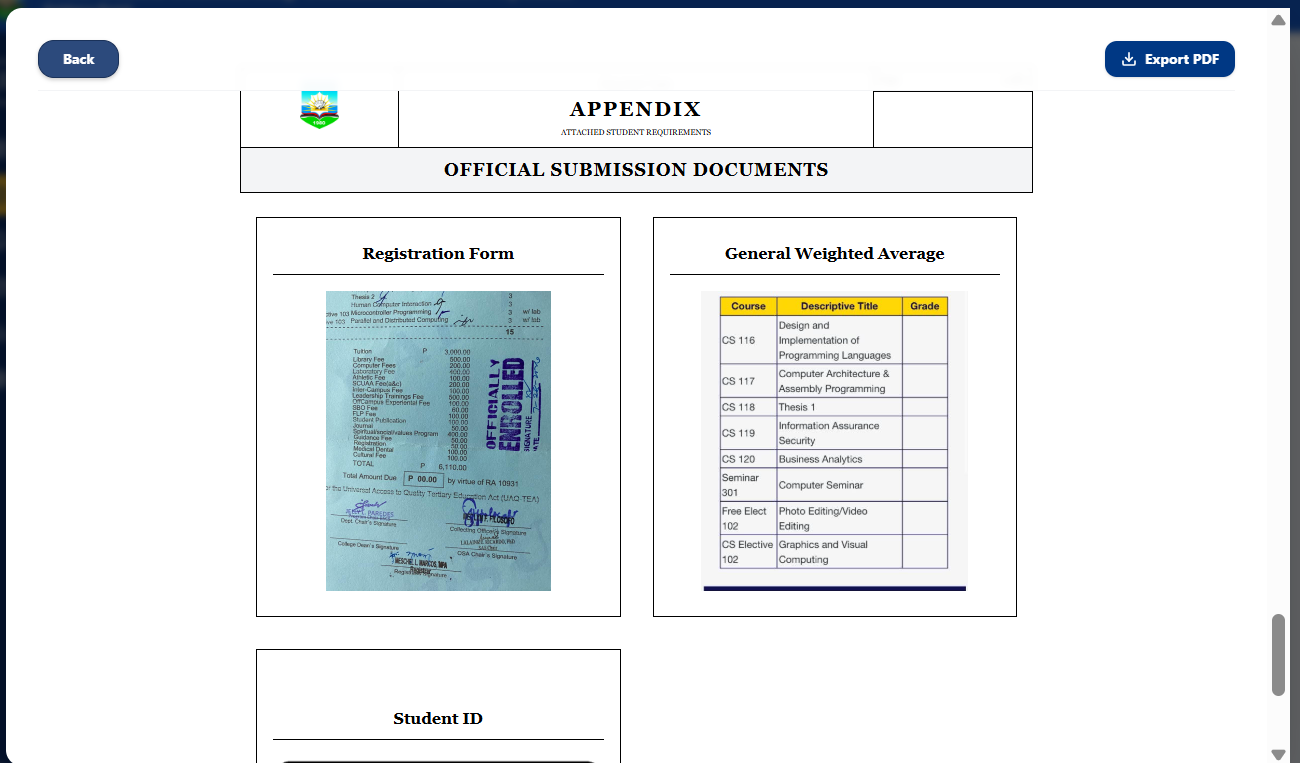 Back
Export PDF
1986
APPENDIX
ATTACHED STUDENT REQUIREMENTS
OFFICIAL SUBMISSION DOCUMENTS
Registration Form
Thesis 2 3
Human Computer Interaction 3
ctive 103 Microcontroller Programming 3 w/ lab
ve 103 Parallel and Distributed Computing 3 w/ lab
15
Tuition P 3,000.00
Library Fee 500.00
Computer Fees 200.00
Laboratory Fee 400.00
Athletic Fee 100.00
SCUAA Fee(a&c) 200.00
Inter-Campus Fee 100.00
Leadership Trainings Fee 500.00
OffCampus Experiential Fee 100.00
SBO Fee 60.00
FLP Fee 100.00
Student Publication 100.00
Journal 50.00
Spiritual/social/values Program 400.00
Guidance Fee 50.00
Registration 50.00
Medical Dental 100.00
Cultural Fee 100.00
TOTAL P 6,110.00
OFFICIALLY
ENROLLED
SIGNATURE
Total Amount Due P 00.00 by virtue of RA 10931
the Universal Access to Quality Tertiary Education Act (UAQ-TEA)
PAREDES
Dept. Chair's Signature
Collecting Officer's Signature
College Dean's Signature
OSA Chair's Signature
MARCOS, MPA
Registrar
General Weighted Average
Course Descriptive Title Grade
CS 116 Design and
Implementation of
Programming Languages
CS 117 Computer Architecture &
Assembly Programming
CS 118 Thesis 1
CS 119 Information Assurance
Security
CS 120 Business Analytics
Seminar
301 Computer Seminar
Free Elect
102 Photo Editing/Video
Editing
CS Elective
102 Graphics and Visual
Computing
Student ID